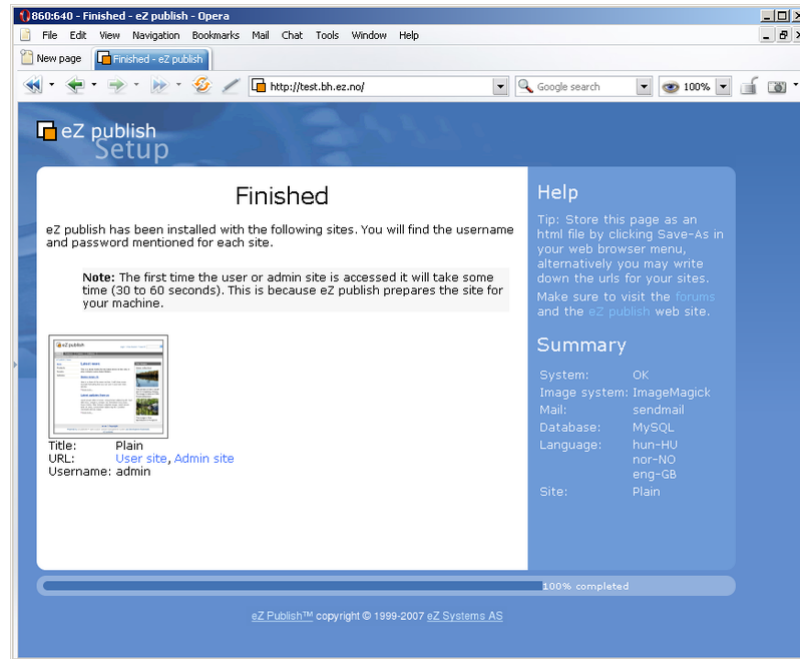 860:640 - Finished - eZ publish - Opera
File Edit View Navigation Bookmarks Mail Chat Tools Window Help
New page Finished - eZ publish
http://test.bh.ez.no/ Google search 100%
eZ publish
Setup
Finished
eZ publish has been installed with the following sites. You will find the username
and password mentioned for each site.
Note: The first time the user or admin site is accessed it will take some
time (30 to 60 seconds). This is because eZ publish prepares the site for
your machine.
eZ publish
Title: Plain
URL: User site, Admin site
Username: admin
Help
Tip: Store this page as an
html file by clicking Save-As in
your web browser menu,
alternatively you may write
down the urls for your sites.
Make sure to visit the forums
and the eZ publish web site.
Summary
System: OK
Image system: ImageMagick
Mail: sendmail
Database: MySQL
Language: hun-HU
nor-NO
eng-GB
Site: Plain
100% completed
eZ Publish™ copyright © 1999-2007 eZ Systems AS